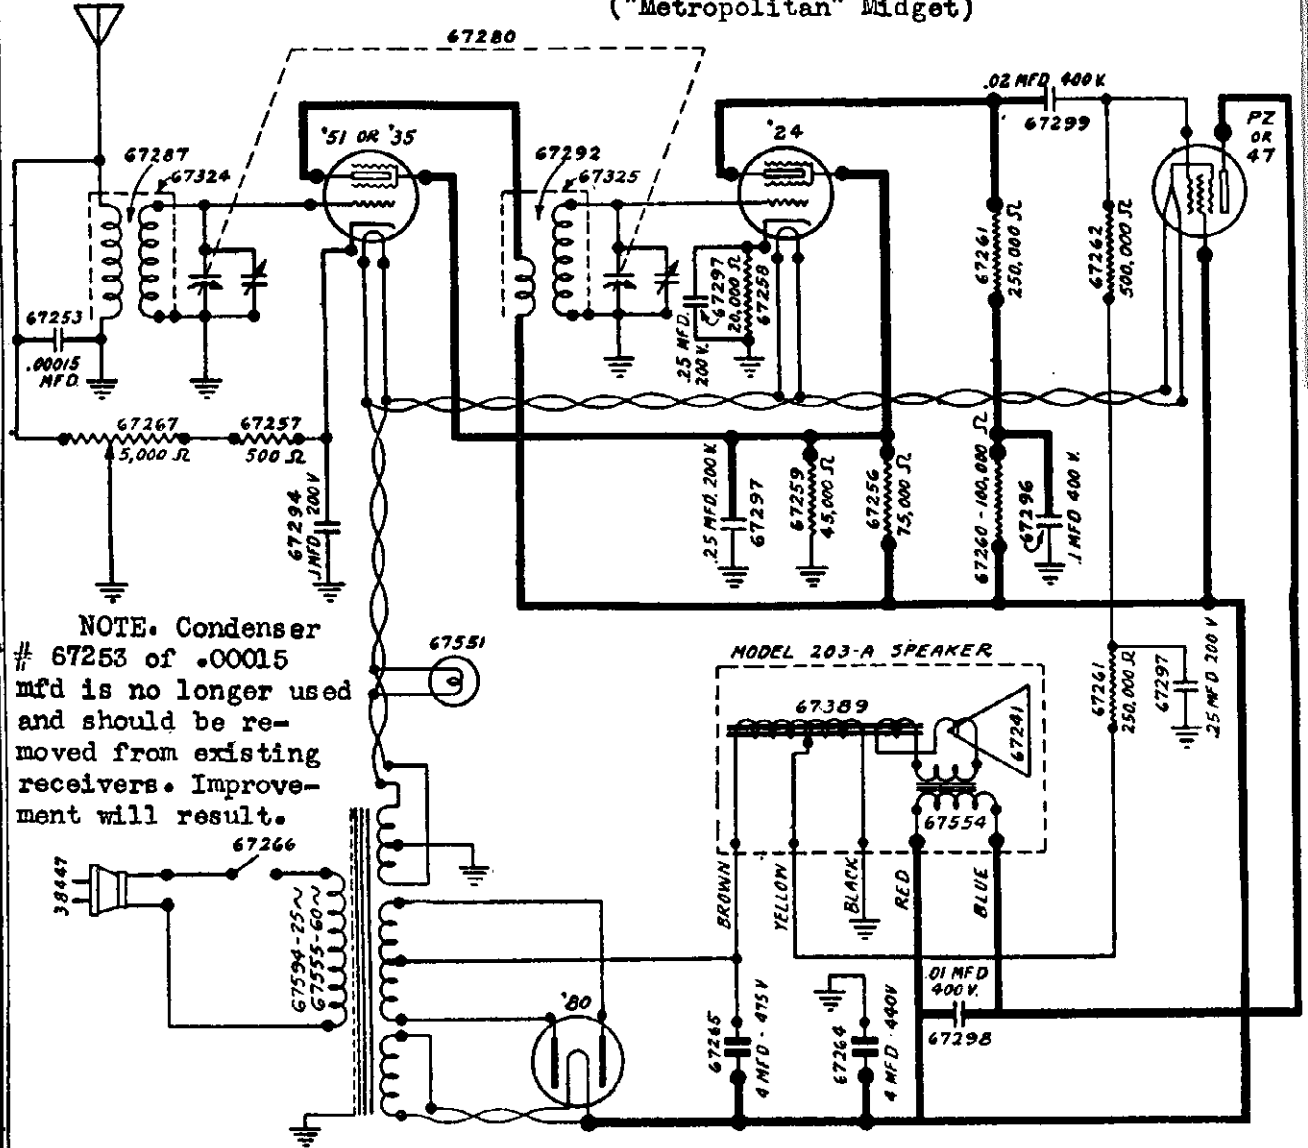 ("Metropolitan" Midget)
67280
.02 MFD 400 V.
67299
'51 OR '35
'24
PZ
OR
47
67287
67324
67292
67325
67261
250,000 Ω
67262
500,000 Ω
67297
20,000 Ω
67258
.25 MFD.
200 V.
67253
.00015
MFD.
67267
5,000 Ω
67257
500 Ω
67294
.1 MFD 200 V
.25 MFD. 200 V.
67297
67259
45,000 Ω
67256
75,000 Ω
67260-100,000 Ω
67296
.1 MFD 400 V.
NOTE. Condenser
# 67253 of .00015
mfd is no longer used
and should be re-
moved from existing
receivers. Improve-
ment will result.
67551
MODEL 203-A SPEAKER
67389
67241
67554
67261
250,000 Ω
67297
.25 MFD 200 V
BROWN
YELLOW
BLACK
RED
BLUE
67266
38447
67594-25~
67555-60~
'80
67265
4 MFD - 475 V
67264
4 MFD - 440V
.01 MFD
400 V.
67298